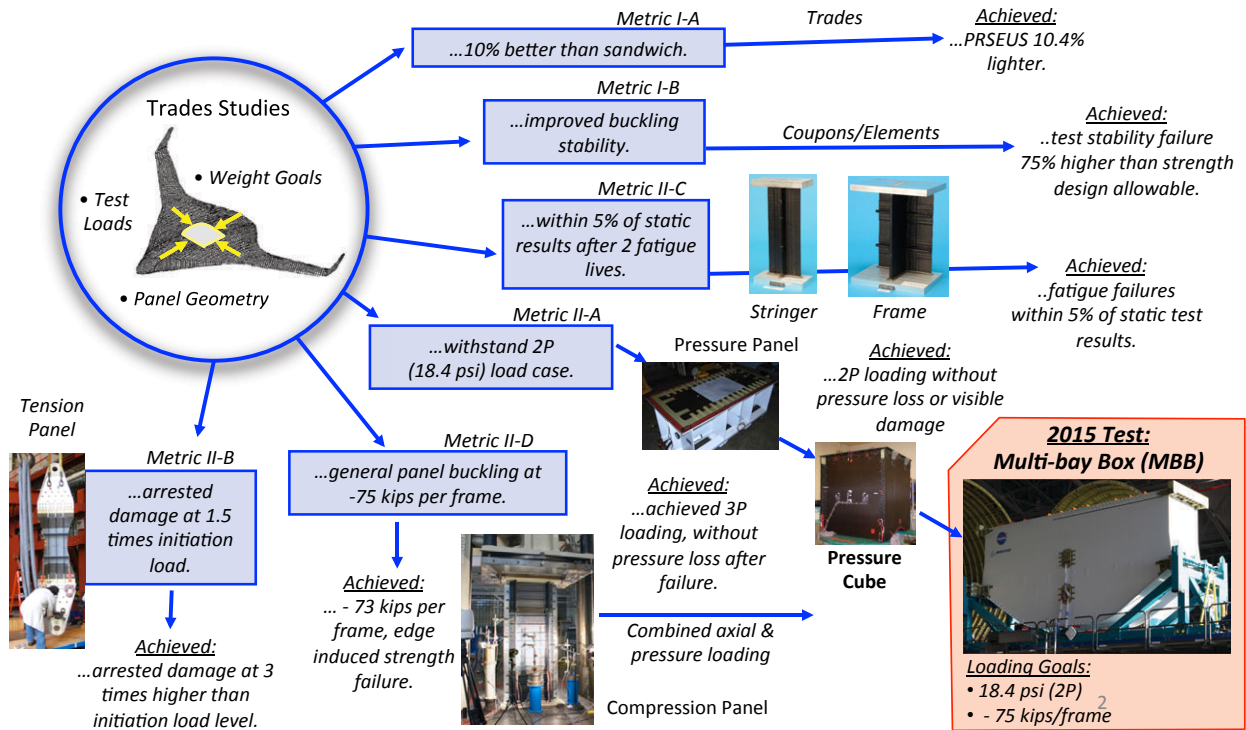 Metric I-A
…10% better than sandwich.
Trades
Achieved:
…PRSEUS 10.4%
lighter.
Trades Studies
• Weight Goals
• Test
Loads
• Panel Geometry
Metric I-B
…improved buckling
stability.
Coupons/Elements
Achieved:
..test stability failure
75% higher than strength
design allowable.
Metric II-C
…within 5% of static
results after 2 fatigue
lives.
Stringer
Frame
Achieved:
..fatigue failures
within 5% of static test
results.
Metric II-A
…withstand 2P
(18.4 psi) load case.
Pressure Panel
Achieved:
…2P loading without
pressure loss or visible
damage
Tension
Panel
Metric II-B
…arrested
damage at 1.5
times initiation
load.
Achieved:
…arrested damage at 3
times higher than
initiation load level.
Metric II-D
…general panel buckling at
-75 kips per frame.
Achieved:
… - 73 kips per
frame, edge
induced strength
failure.
Achieved:
…achieved 3P
loading, without
pressure loss after
failure.
Pressure
Cube
Combined axial &
pressure loading
Compression Panel
2015 Test:
Multi-bay Box (MBB)
Loading Goals:
• 18.4 psi (2P)
• - 75 kips/frame
2